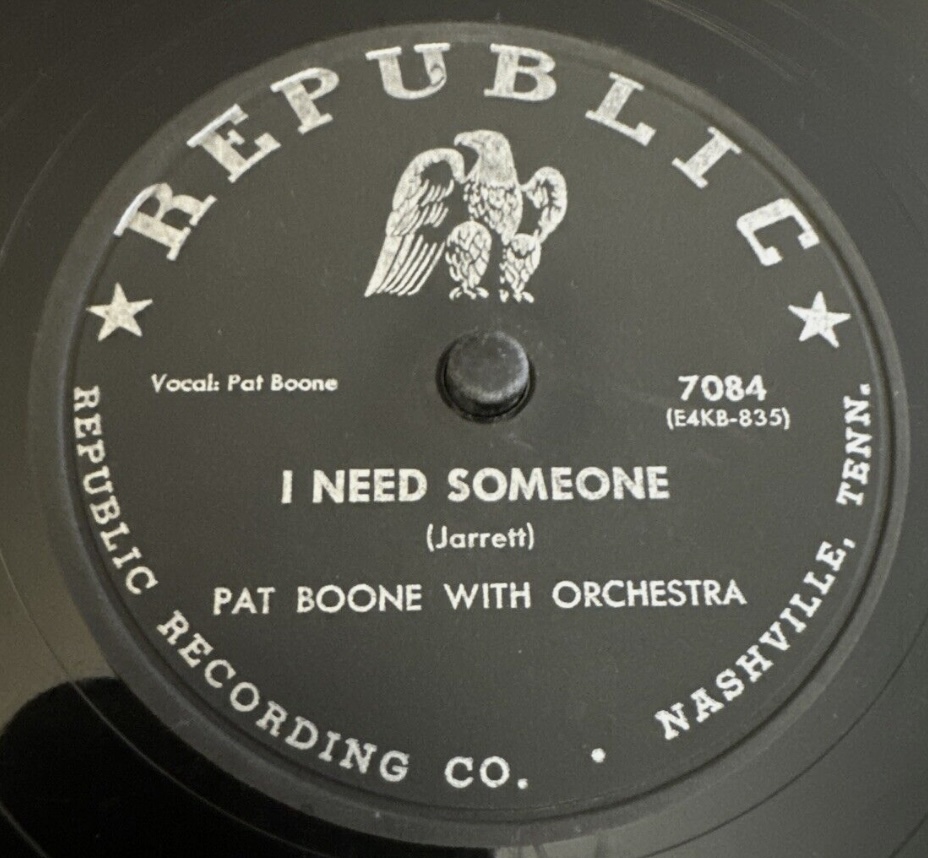 REPUBLIC
Vocal: Pat Boone
7084
(E4KB-835)
I NEED SOMEONE
(Jarrett)
PAT BOONE WITH ORCHESTRA
REPUBLIC RECORDING CO. • NASHVILLE, TENN.